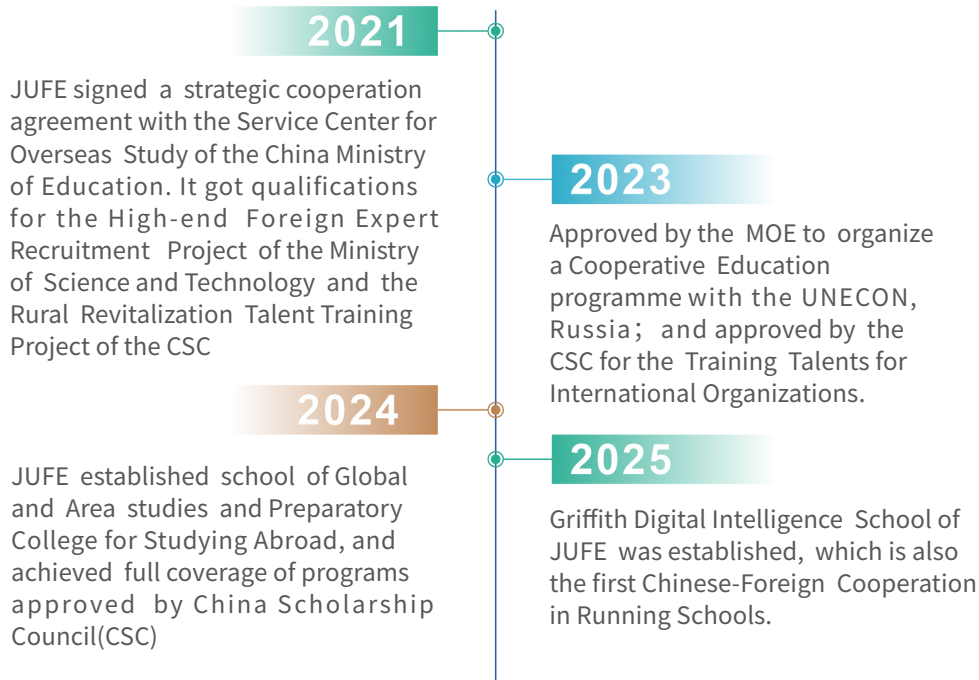 2021
JUFE signed a strategic cooperation
agreement with the Service Center for
Overseas Study of the China Ministry
of Education. It got qualifications
for the High-end Foreign Expert
Recruitment Project of the Ministry
of Science and Technology and the
Rural Revitalization Talent Training
Project of the CSC
2023
Approved by the MOE to organize
a Cooperative Education
programme with the UNECON,
Russia； and approved by the
CSC for the Training Talents for
International Organizations.
2024
JUFE established school of Global
and Area studies and Preparatory
College for Studying Abroad, and
achieved full coverage of programs
approved by China Scholarship
Council(CSC)
2025
Griffith Digital Intelligence School of
JUFE was established, which is also
the first Chinese-Foreign Cooperation
in Running Schools.